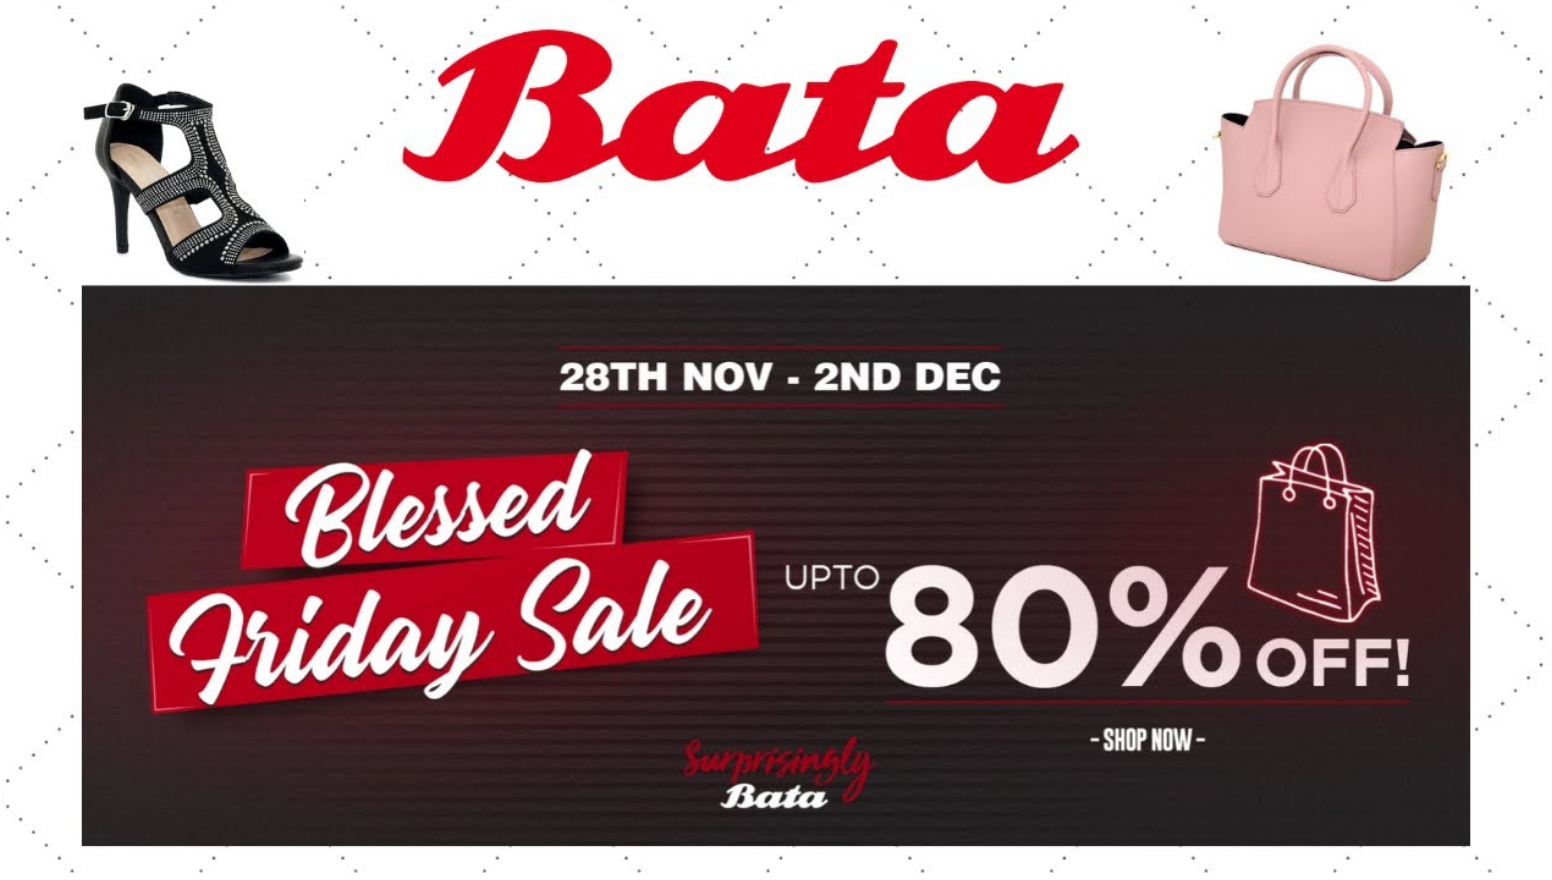 Bata
28TH NOV - 2ND DEC
Blessed
Friday Sale
UPTO
80% OFF!
- SHOP NOW -
Surprisingly
Bata